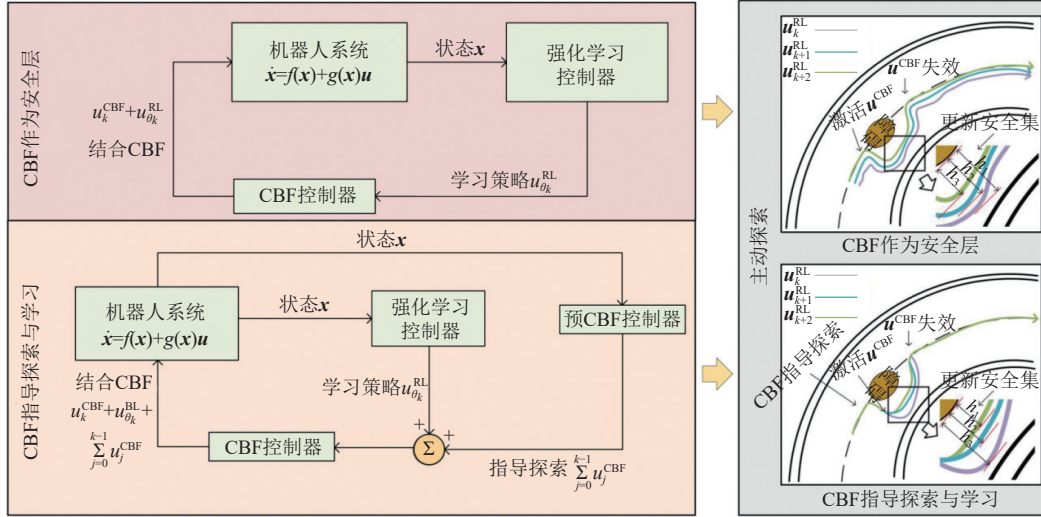 CBF作为安全层
机器人系统
ẋ=f(x)+g(x)u
状态x
强化学习
控制器
u_k^CBF+u_θk^RL
结合CBF
CBF控制器
学习策略u_θk^RL
CBF指导探索与学习
状态x
机器人系统
ẋ=f(x)+g(x)u
状态x
强化学习
控制器
预CBF控制器
结合CBF
u_k^CBF+u_θk^BL+
∑_{j=0}^{k-1} u_j^CBF
学习策略u_θk^RL
CBF控制器
+
+
Σ
指导探索 ∑_{j=0}^{k-1} u_j^CBF
主动探索
u_k^RL
u_{k+1}^RL
u_{k+2}^RL
u^CBF失效
激活u^CBF
更新安全集
h_2
h_3
CBF作为安全层
u_k^RL
u_{k+1}^RL
u_{k+2}^RL
u^CBF失效
CBF指导探索
激活u^CBF
更新安全集
CBF指导探索与学习